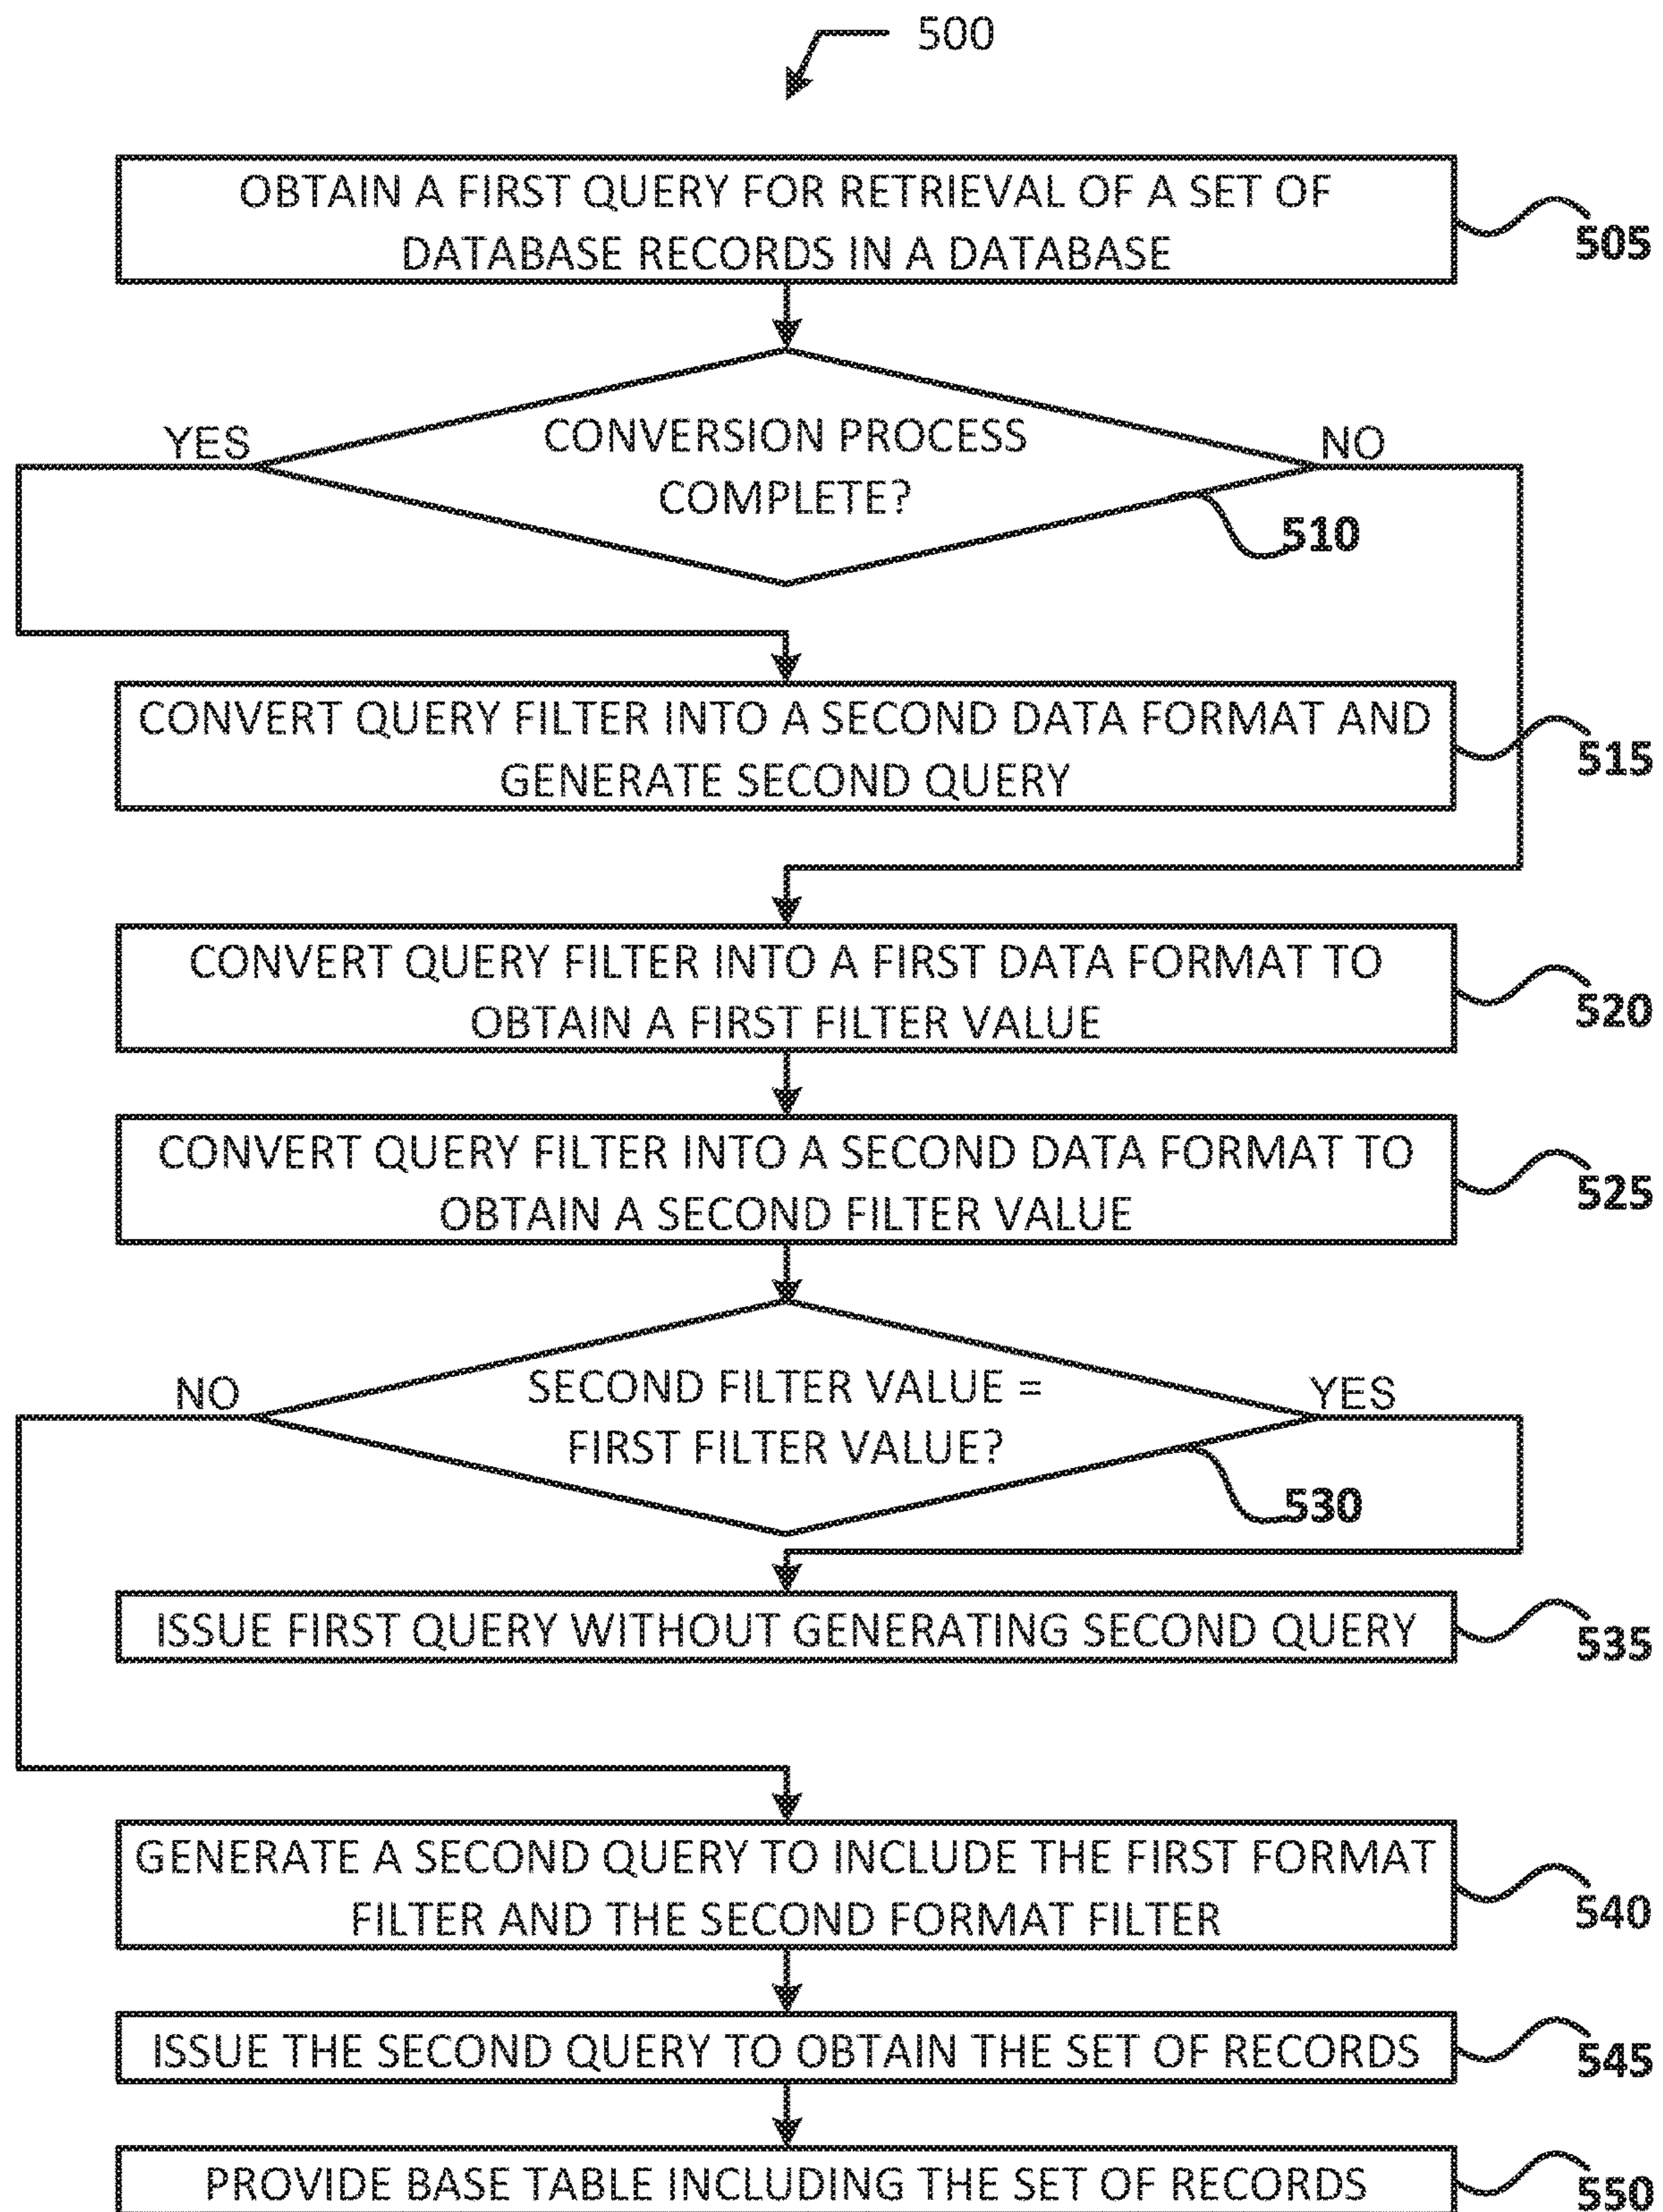 500
OBTAIN A FIRST QUERY FOR RETRIEVAL OF A SET OF
DATABASE RECORDS IN A DATABASE
505
YES
CONVERSION PROCESS
COMPLETE?
NO
510
CONVERT QUERY FILTER INTO A SECOND DATA FORMAT AND
GENERATE SECOND QUERY
515
CONVERT QUERY FILTER INTO A FIRST DATA FORMAT TO
OBTAIN A FIRST FILTER VALUE
520
CONVERT QUERY FILTER INTO A SECOND DATA FORMAT TO
OBTAIN A SECOND FILTER VALUE
525
NO
SECOND FILTER VALUE =
FIRST FILTER VALUE?
YES
530
ISSUE FIRST QUERY WITHOUT GENERATING SECOND QUERY
535
GENERATE A SECOND QUERY TO INCLUDE THE FIRST FORMAT
FILTER AND THE SECOND FORMAT FILTER
540
ISSUE THE SECOND QUERY TO OBTAIN THE SET OF RECORDS
545
PROVIDE BASE TABLE INCLUDING THE SET OF RECORDS
550